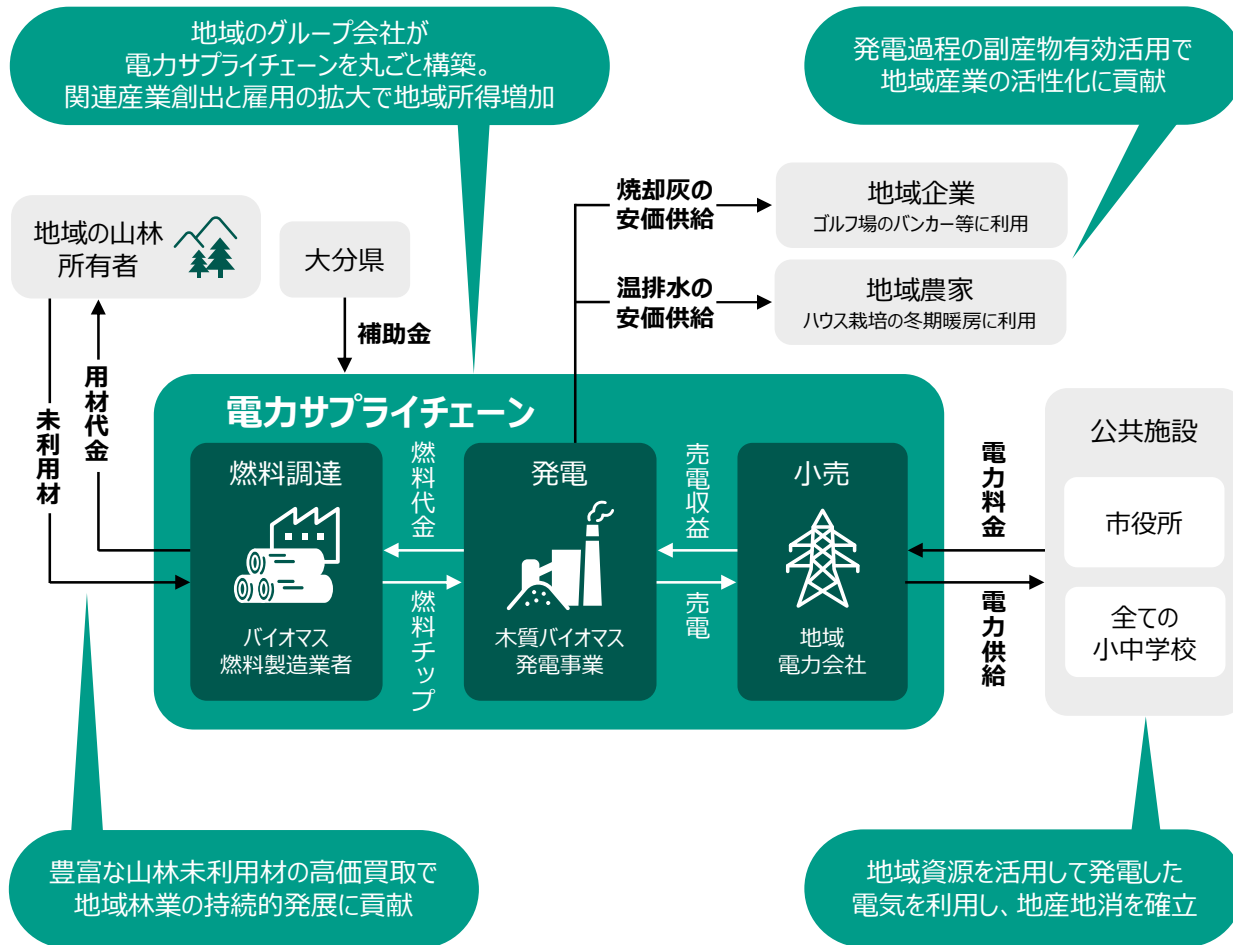 地域のグループ会社が
電力サプライチェーンを丸ごと構築。
関連産業創出と雇用の拡大で地域所得増加
発電過程の副産物有効活用で
地域産業の活性化に貢献
地域の山林
所有者
大分県
補助金
焼却灰の
安価供給
地域企業
ゴルフ場のバンカー等に利用
温排水の
安価供給
地域農家
ハウス栽培の冬期暖房に利用
未利用材
用材代金
電力サプライチェーン
燃料調達
バイオマス
燃料製造業者
燃料代金
燃料チップ
発電
木質バイオマス
発電事業
売電収益
売電
小売
地域
電力会社
電力料金
電力供給
公共施設
市役所
全ての
小中学校
豊富な山林未利用材の高価買取で
地域林業の持続的発展に貢献
地域資源を活用して発電した
電気を利用し、地産地消を確立